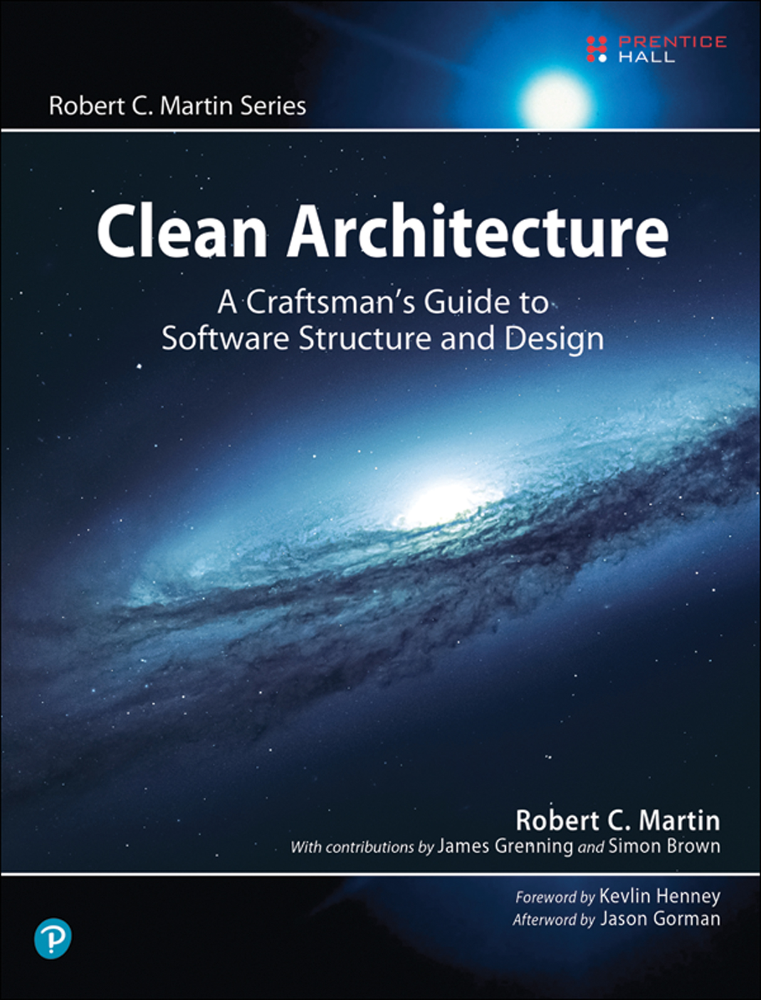 PRENTICE
HALL
Robert C. Martin Series
Clean Architecture
A Craftsman’s Guide to
Software Structure and Design
Robert C. Martin
With contributions by James Grenning and Simon Brown
Foreword by Kevlin Henney
Afterword by Jason Gorman
P